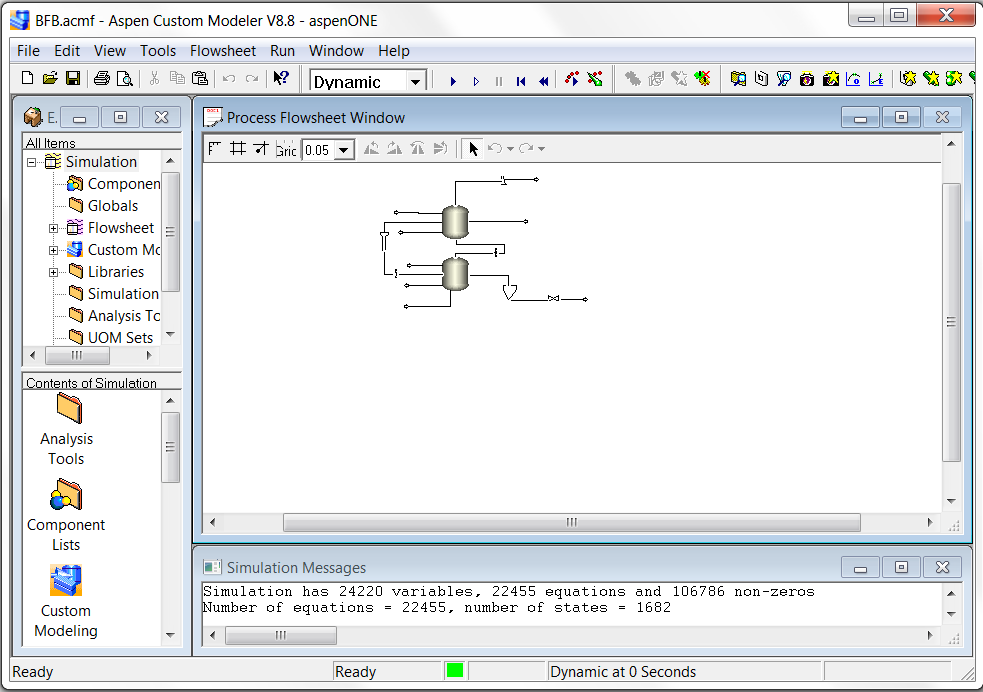 BFB.acmf - Aspen Custom Modeler V8.8 - aspenONE
File Edit View Tools Flowsheet Run Window Help
Dynamic
E.
All Items
Simulation
Componen
Globals
Flowsheet
Custom Mo
Libraries
Simulation
Analysis To
UOM Sets
Contents of Simulation
Analysis
Tools
Component
Lists
Custom
Modeling
Process Flowsheet Window
Gric 0.05
Simulation Messages
Simulation has 24220 variables, 22455 equations and 106786 non-zeros
Number of equations = 22455, number of states = 1682
Ready Ready Dynamic at 0 Seconds